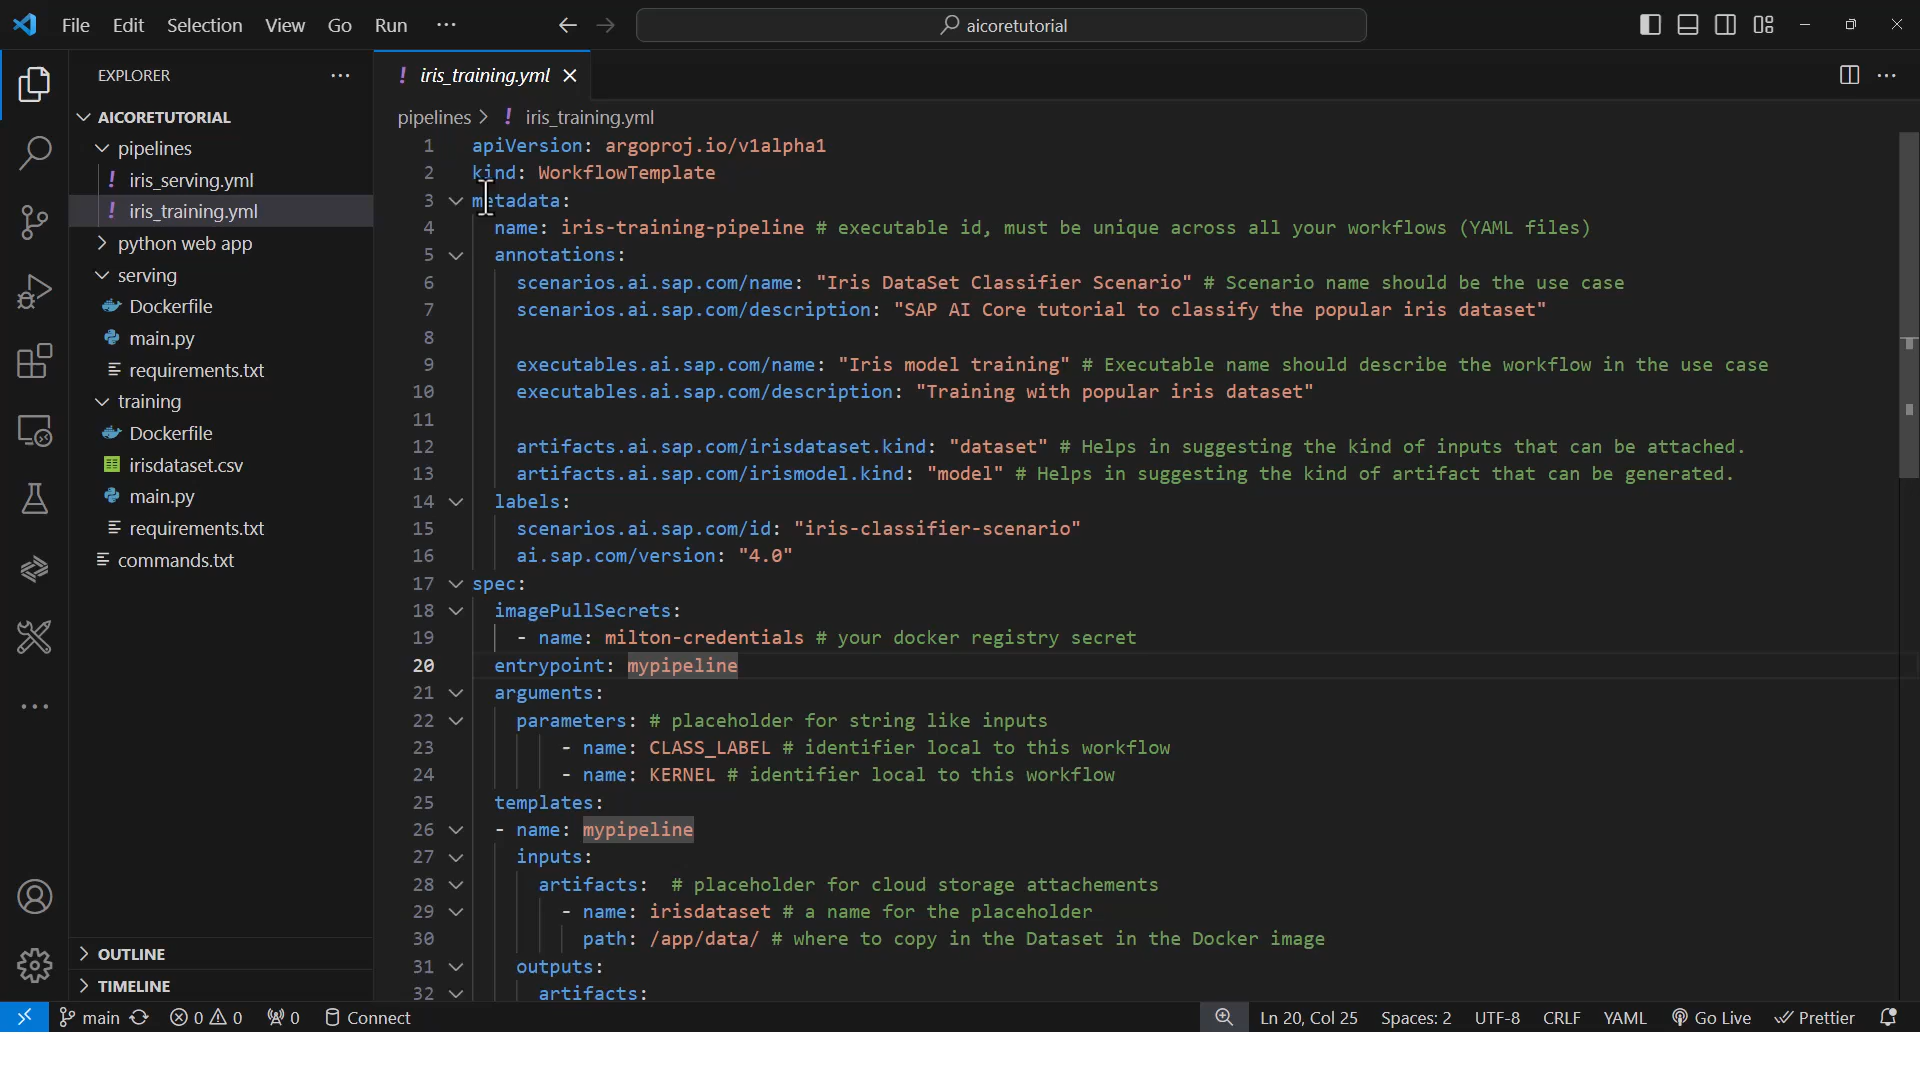 File Edit Selection View Go Run ··· aicoretutorial
EXPLORER ···
AICORETUTORIAL
pipelines
! iris_serving.yml
! iris_training.yml
python web app
serving
Dockerfile
main.py
requirements.txt
training
Dockerfile
irisdataset.csv
main.py
requirements.txt
commands.txt
OUTLINE
TIMELINE
! iris_training.yml
pipelines > ! iris_training.yml
1 apiVersion: argoproj.io/v1alpha1
2 kind: WorkflowTemplate
3 metadata:
4 name: iris-training-pipeline # executable id, must be unique across all your workflows (YAML files)
5 annotations:
6 scenarios.ai.sap.com/name: "Iris DataSet Classifier Scenario" # Scenario name should be the use case
7 scenarios.ai.sap.com/description: "SAP AI Core tutorial to classify the popular iris dataset"
8
9 executables.ai.sap.com/name: "Iris model training" # Executable name should describe the workflow in the use case
10 executables.ai.sap.com/description: "Training with popular iris dataset"
11
12 artifacts.ai.sap.com/irisdataset.kind: "dataset" # Helps in suggesting the kind of inputs that can be attached.
13 artifacts.ai.sap.com/irismodel.kind: "model" # Helps in suggesting the kind of artifact that can be generated.
14 labels:
15 scenarios.ai.sap.com/id: "iris-classifier-scenario"
16 ai.sap.com/version: "4.0"
17 spec:
18 imagePullSecrets:
19 - name: milton-credentials # your docker registry secret
20 entrypoint: mypipeline
21 arguments:
22 parameters: # placeholder for string like inputs
23 - name: CLASS_LABEL # identifier local to this workflow
24 - name: KERNEL # identifier local to this workflow
25 templates:
26 - name: mypipeline
27 inputs:
28 artifacts: # placeholder for cloud storage attachements
29 - name: irisdataset # a name for the placeholder
30 path: /app/data/ # where to copy in the Dataset in the Docker image
31 outputs:
32 artifacts:
main 0 0 0 Connect Ln 20, Col 25 Spaces: 2 UTF-8 CRLF YAML Go Live Prettier